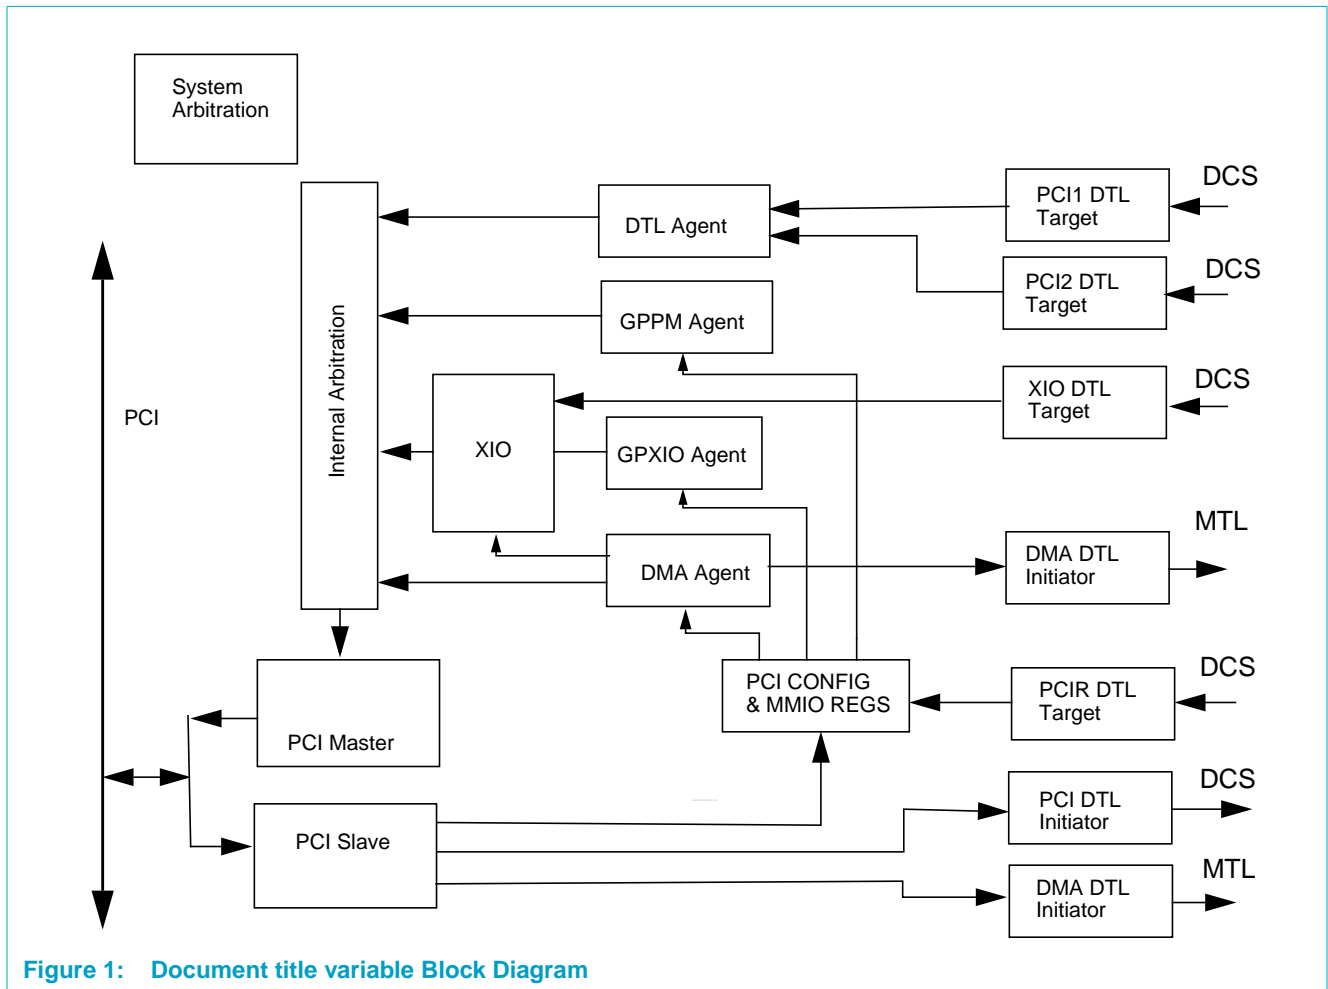 System
Arbitration
DCS
PCI1 DTL
Target
DTL Agent
DCS
PCI2 DTL
Target
GPPM Agent
Internal Arbitration
DCS
XIO DTL
Target
PCI
XIO
GPXIO Agent
MTL
DMA DTL
Initiator
DMA Agent
DCS
PCI CONFIG
& MMIO REGS
PCIR DTL
Target
PCI Master
DCS
PCI DTL
Initiator
PCI Slave
MTL
DMA DTL
Initiator
Figure 1: Document title variable Block Diagram